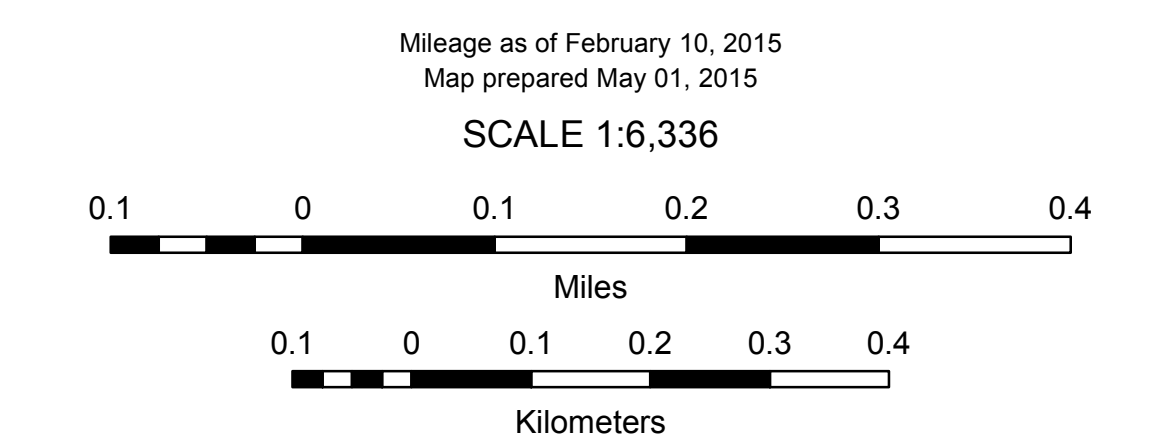 Mileage as of February 10, 2015
Map prepared May 01, 2015
SCALE 1:6,336
0.1 0 0.1 0.2 0.3 0.4
Miles
0.1 0 0.1 0.2 0.3 0.4
Kilometers